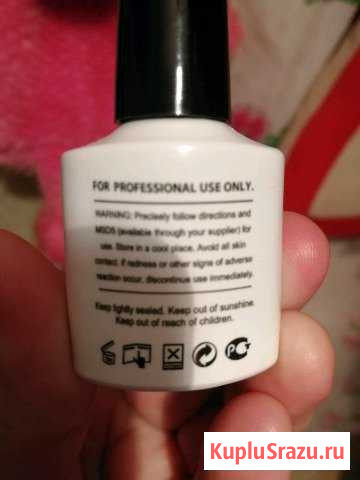 FOR PROFESSIONAL USE ONLY.
WARNING: Precisely follow directions and
MSDS (available through your supplier) for
use. Store in a cool place. Avoid all skin
contact. if redness or other signs of adverse
reaction occur, discontinue use immediately.
Keep tightly sealed. Keep out of sunshine.
Keep out of reach of children.
KupluSrazu.ru
КуплюСразу.ru